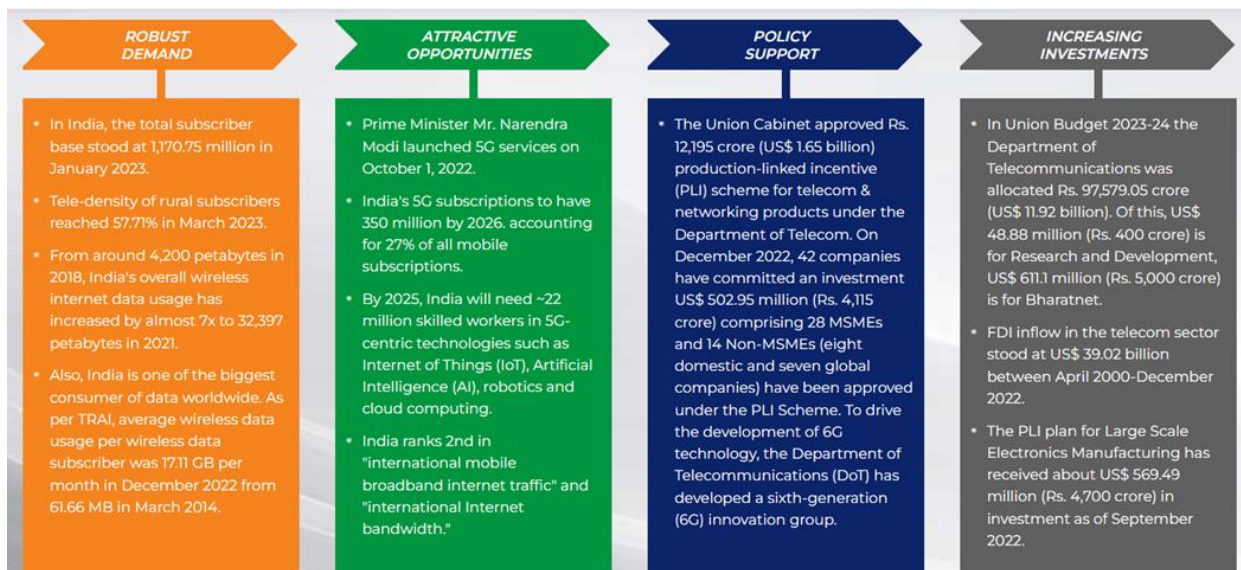 ROBUST
DEMAND
* In India, the total subscriber
base stood at 1,170.75 million in
January 2023.
* Tele-density of rural subscribers
reached 57.71% in March 2023.
* From around 4,200 petabytes in
2018, India's overall wireless
internet data usage has
increased by almost 7x to 32,397
petabytes in 2021.
* Also, India is one of the biggest
consumer of data worldwide. As
per TRAI, average wireless data
usage per wireless data
subscriber was 17.11 GB per
month in December 2022 from
61.66 MB in March 2014.
ATTRACTIVE
OPPORTUNITIES
* Prime Minister Mr. Narendra
Modi launched 5G services on
October 1, 2022.
* India's 5G subscriptions to have
350 million by 2026. accounting
for 27% of all mobile
subscriptions.
* By 2025, India will need ~22
million skilled workers in 5G-
centric technologies such as
Internet of Things (IoT), Artificial
Intelligence (AI), robotics and
cloud computing.
* India ranks 2nd in
"international mobile
broadband internet traffic" and
"international Internet
bandwidth."
POLICY
SUPPORT
* The Union Cabinet approved Rs.
12,195 crore (US$ 1.65 billion)
production-linked incentive
(PLI) scheme for telecom &
networking products under the
Department of Telecom. On
December 2022, 42 companies
have committed an investment
US$ 502.95 million (Rs. 4,115
crore) comprising 28 MSMEs
and 14 Non-MSMEs (eight
domestic and seven global
companies) have been approved
under the PLI Scheme. To drive
the development of 6G
technology, the Department of
Telecommunications (DoT) has
developed a sixth-generation
(6G) innovation group.
INCREASING
INVESTMENTS
* In Union Budget 2023-24 the
Department of
Telecommunications was
allocated Rs. 97,579.05 crore
(US$ 11.92 billion). Of this, US$
48.88 million (Rs. 400 crore) is
for Research and Development,
US$ 611.1 million (Rs. 5,000 crore)
is for Bharatnet.
* FDI inflow in the telecom sector
stood at US$ 39.02 billion
between April 2000-December
2022.
* The PLI plan for Large Scale
Electronics Manufacturing has
received about US$ 569.49
million (Rs. 4,700 crore) in
investment as of September
2022.